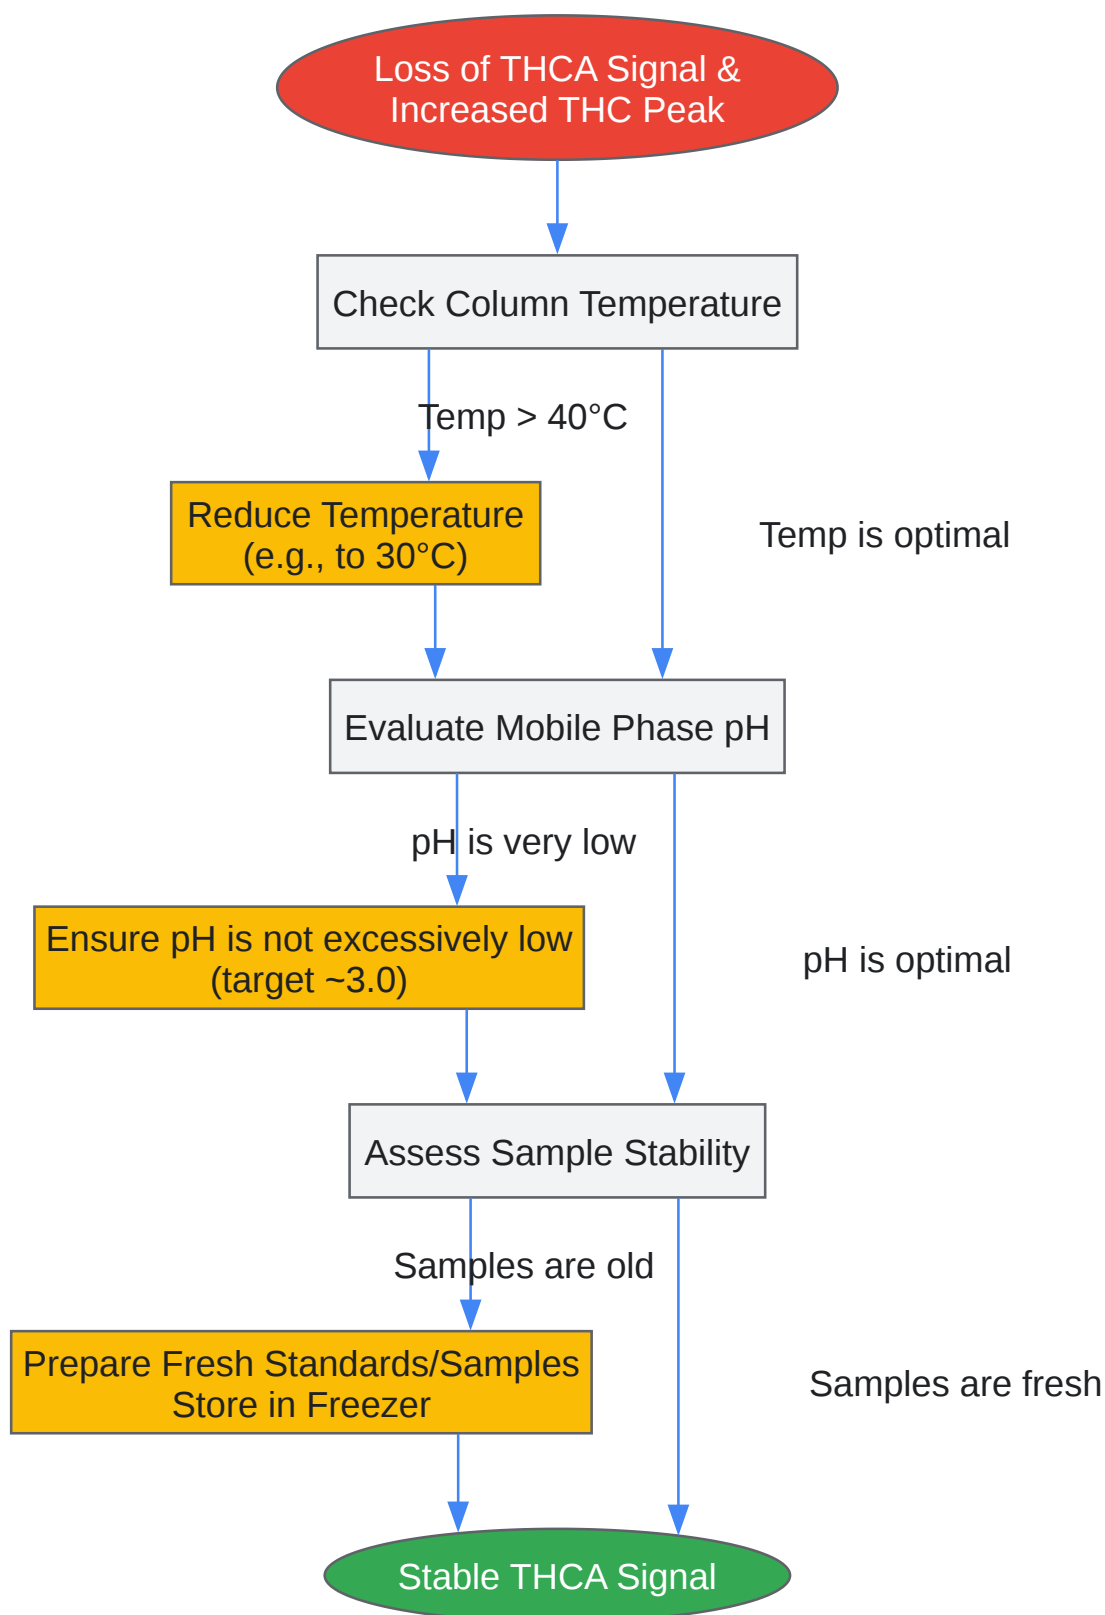 Loss of THCA Signal &
Increased THC Peak
Check Column Temperature
Temp > 40°C
Reduce Temperature
(e.g., to 30°C)
Temp is optimal
Evaluate Mobile Phase pH
pH is very low
Ensure pH is not excessively low
(target ~3.0)
pH is optimal
Assess Sample Stability
Samples are old
Prepare Fresh Standards/Samples
Store in Freezer
Samples are fresh
Stable THCA Signal